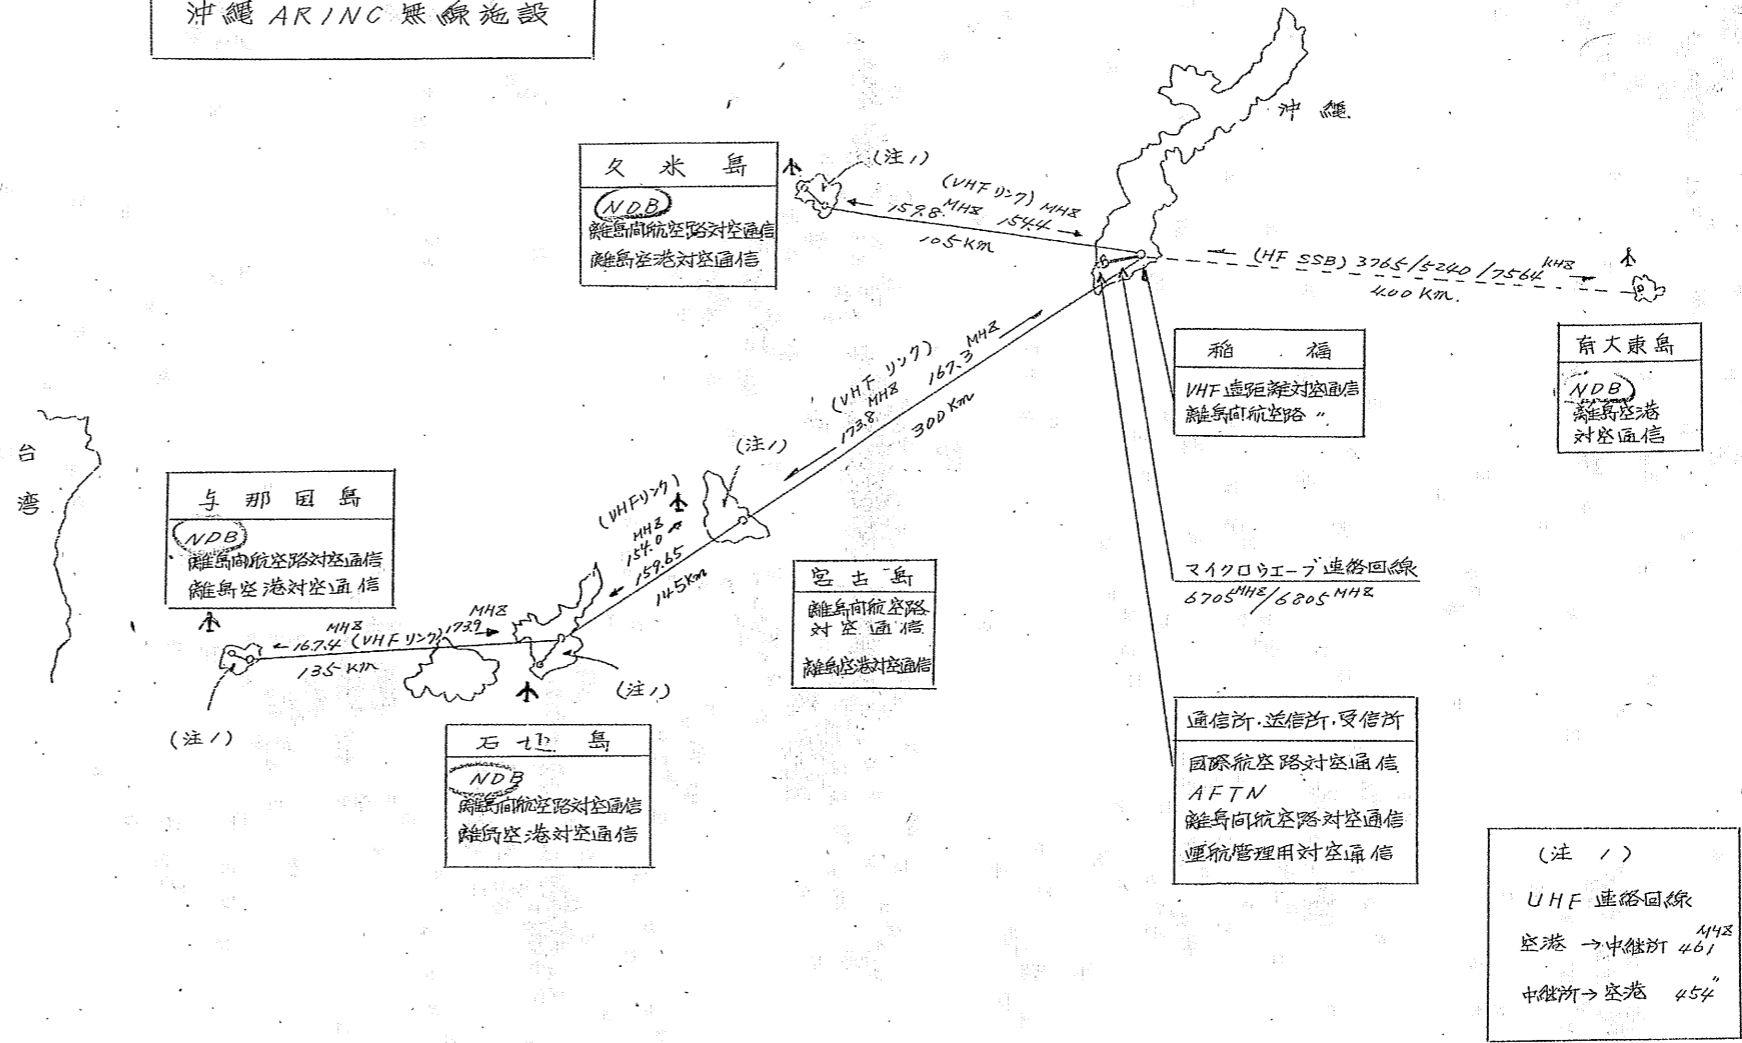 沖縄 ARINC 無線施設
沖縄
久米島
NDB
離島間航空路対空通信
離島空港対空通信
(注1)
(VHFリンク)
159.8 MHZ 154.4 MHZ
105 KM
(HF SSB) 3765/5240/7564 KHZ
400 KM.
南大東島
NDB
離島空港
対空通信
稲福
VHF遠距離対空通信
離島間航空路 〃
(VHFリンク)
173.8 MHZ 167.3 MHZ
300 KM
(注1)
台湾
与那国島
NDB
離島間航空路対空通信
離島空港対空通信
(VHFリンク)
MHZ
154.0
159.65
145 KM
宮古島
離島間航空路
対空通信
離島空港対空通信
マイクロウエーブ連絡回線
6705 MHZ/6805 MHZ
MHZ
167.4 (VHFリンク) 173.9 MHZ
135 KM
(注1)
(注1)
石垣島
NDB
離島間航空路対空通信
離島空港対空通信
通信所・送信所・受信所
国際航空路対空通信
AFTN
離島間航空路対空通信
運航管理用対空通信
(注 1)
UHF 連絡回線
空港 → 中継所 461 MHZ
中継所 → 空港 454 〃